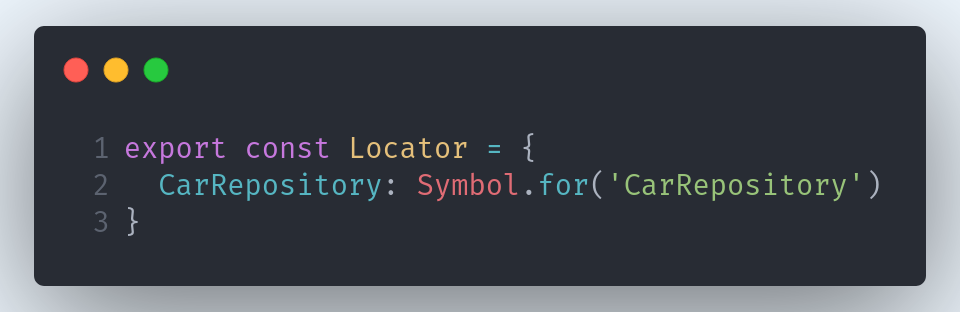 1 export const Locator = {
2   CarRepository: Symbol.for('CarRepository')
3 }